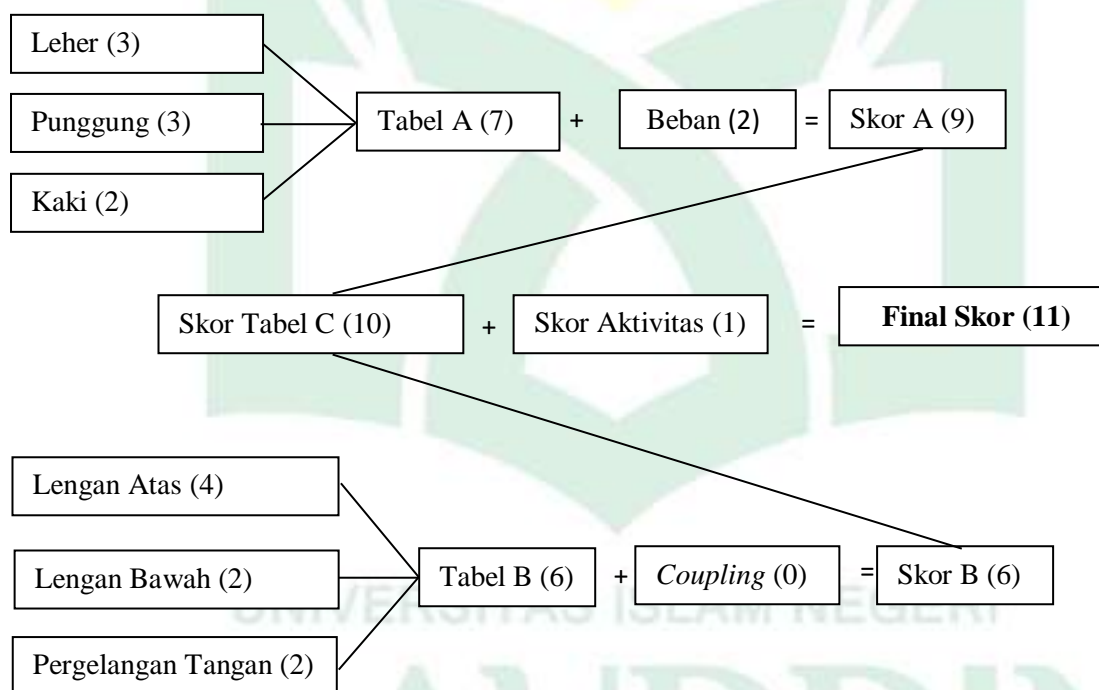 Leher (3)
Punggung (3)
Kaki (2)
Tabel A (7) + Beban (2) = Skor A (9)
Skor Tabel C (10) + Skor Aktivitas (1) = Final Skor (11)
Lengan Atas (4)
Lengan Bawah (2)
Pergelangan Tangan (2)
Tabel B (6) + Coupling (0) = Skor B (6)
UNIVERSITAS ISLAM NEGERI